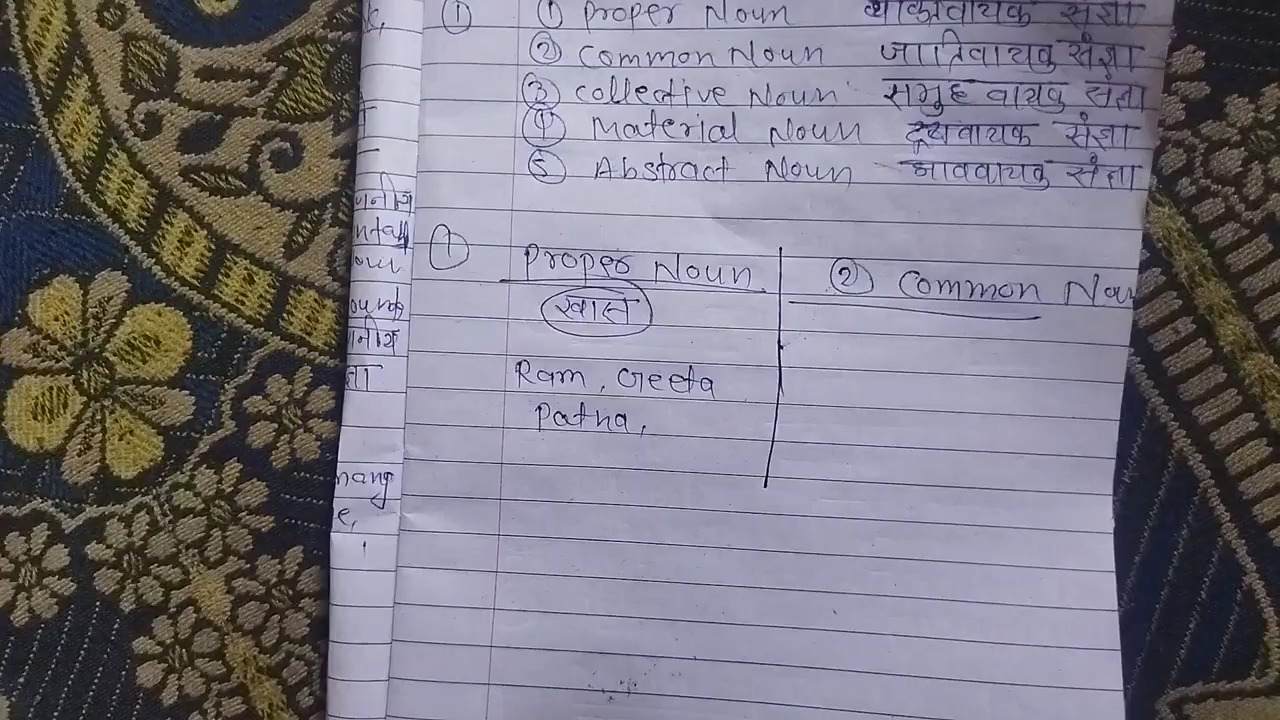 ① ① Proper Noun व्यक्तिवाचक संज्ञा
② Common Noun जातिवाचक संज्ञा
③ Collective Noun समुह वाचक संज्ञा
④ Material Noun द्रव्यवाचक संज्ञा
⑤ Abstract Noun भाववाचक संज्ञा
① Proper Noun
② Common Noun
खास
Ram, Geeta
Patna,